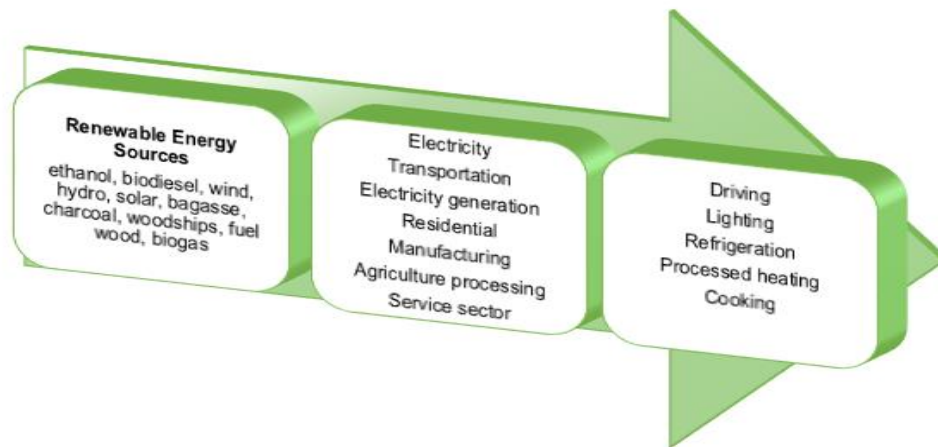 Renewable Energy
Sources
ethanol, biodiesel, wind,
hydro, solar, bagasse,
charcoal, woodships, fuel
wood, biogas
Electricity
Transportation
Electricity generation
Residential
Manufacturing
Agriculture processing
Service sector
Driving
Lighting
Refrigeration
Processed heating
Cooking